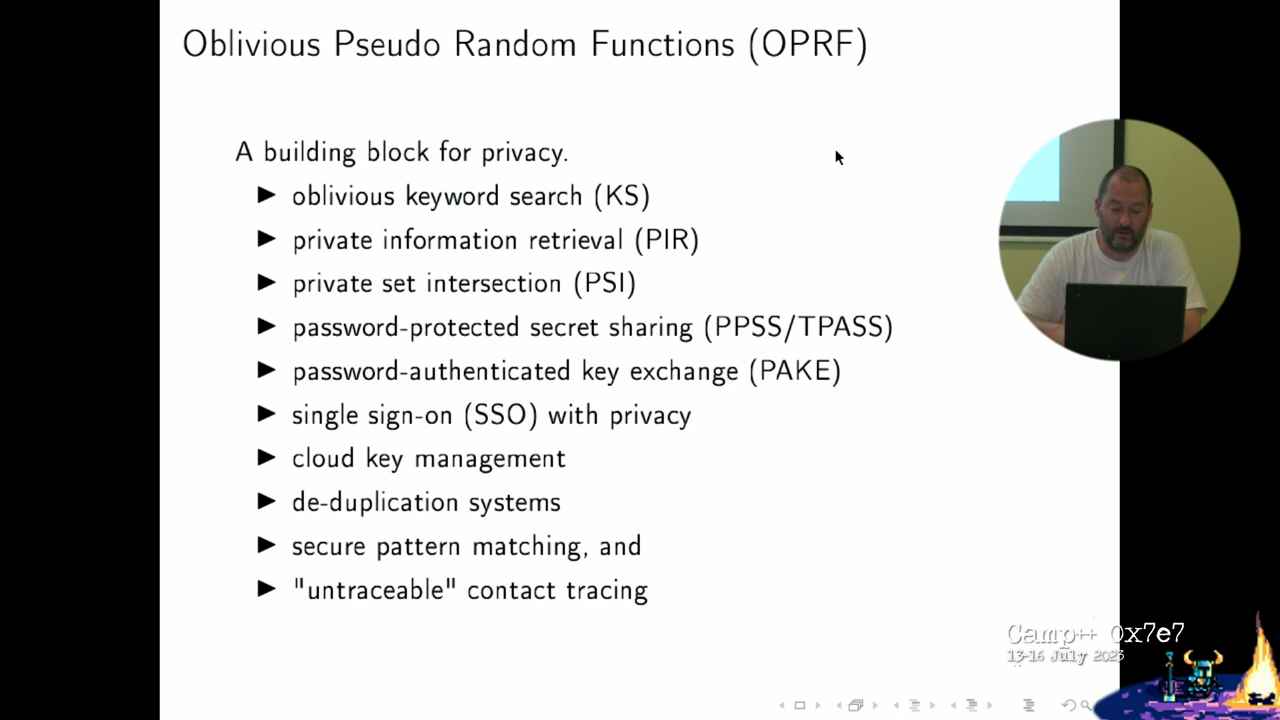 Oblivious Pseudo Random Functions (OPRF)
A building block for privacy.
▶ oblivious keyword search (KS)
▶ private information retrieval (PIR)
▶ private set intersection (PSI)
▶ password-protected secret sharing (PPSS/TPASS)
▶ password-authenticated key exchange (PAKE)
▶ single sign-on (SSO) with privacy
▶ cloud key management
▶ de-duplication systems
▶ secure pattern matching, and
▶ "untraceable" contact tracing
Camp++ 0x7e7
13-16 July 2023